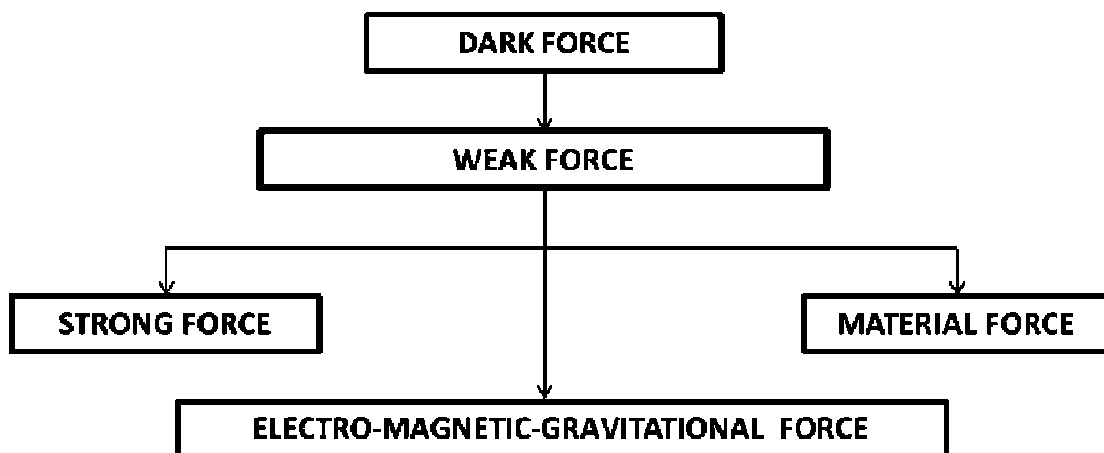 DARK FORCE
WEAK FORCE
STRONG FORCE
MATERIAL FORCE
ELECTRO-MAGNETIC-GRAVITATIONAL FORCE